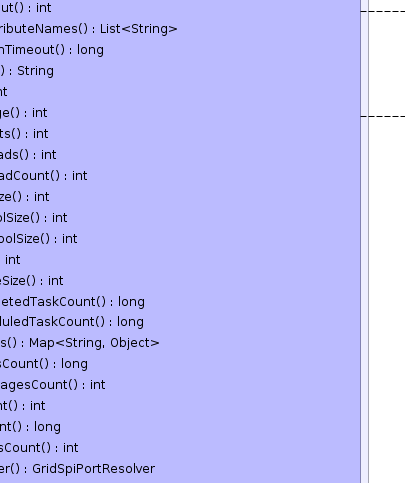 ut() : int
ributeNames() : List<String>
nTimeout() : long
) : String
nt
ge() : int
ts() : int
ads() : int
adCount() : int
ze() : int
olSize() : int
oolSize() : int
: int
eSize() : int
etedTaskCount() : long
duledTaskCount() : long
s() : Map<String, Object>
sCount() : long
agesCount() : int
nt() : int
nt() : long
sCount() : int
er() : GridSpiPortResolver